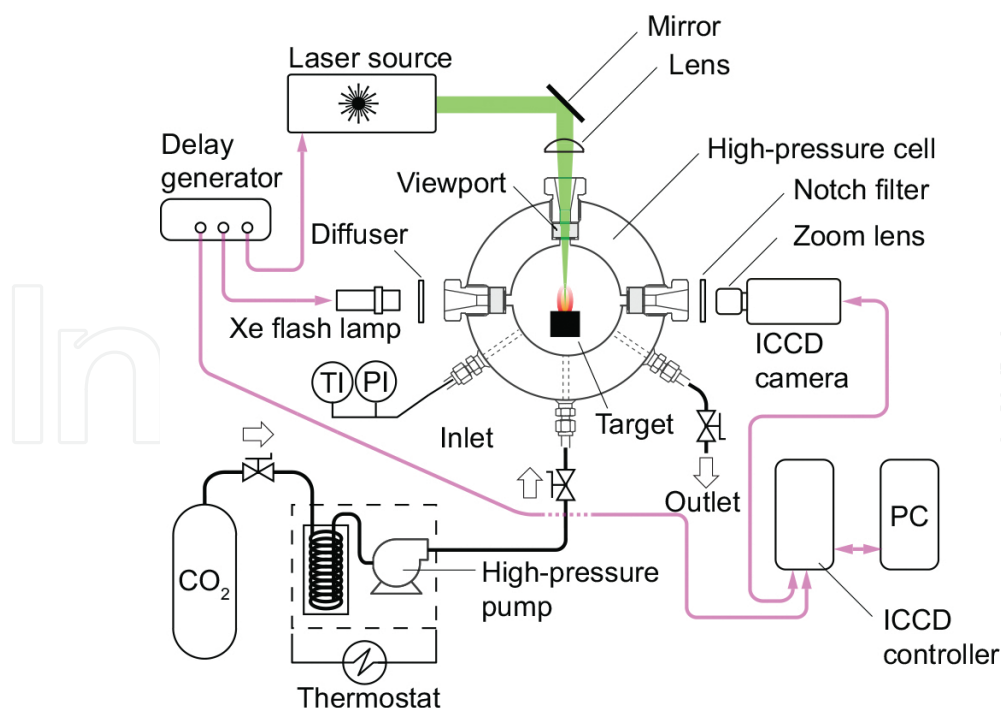 Mirror
Laser source
Lens
Delay
generator
High-pressure cell
Viewport
Notch filter
Diffuser
Zoom lens
Xe flash lamp
ICCD
camera
TI
PI
Target
Inlet
Outlet
PC
CO2
High-pressure
pump
ICCD
controller
Thermostat
In